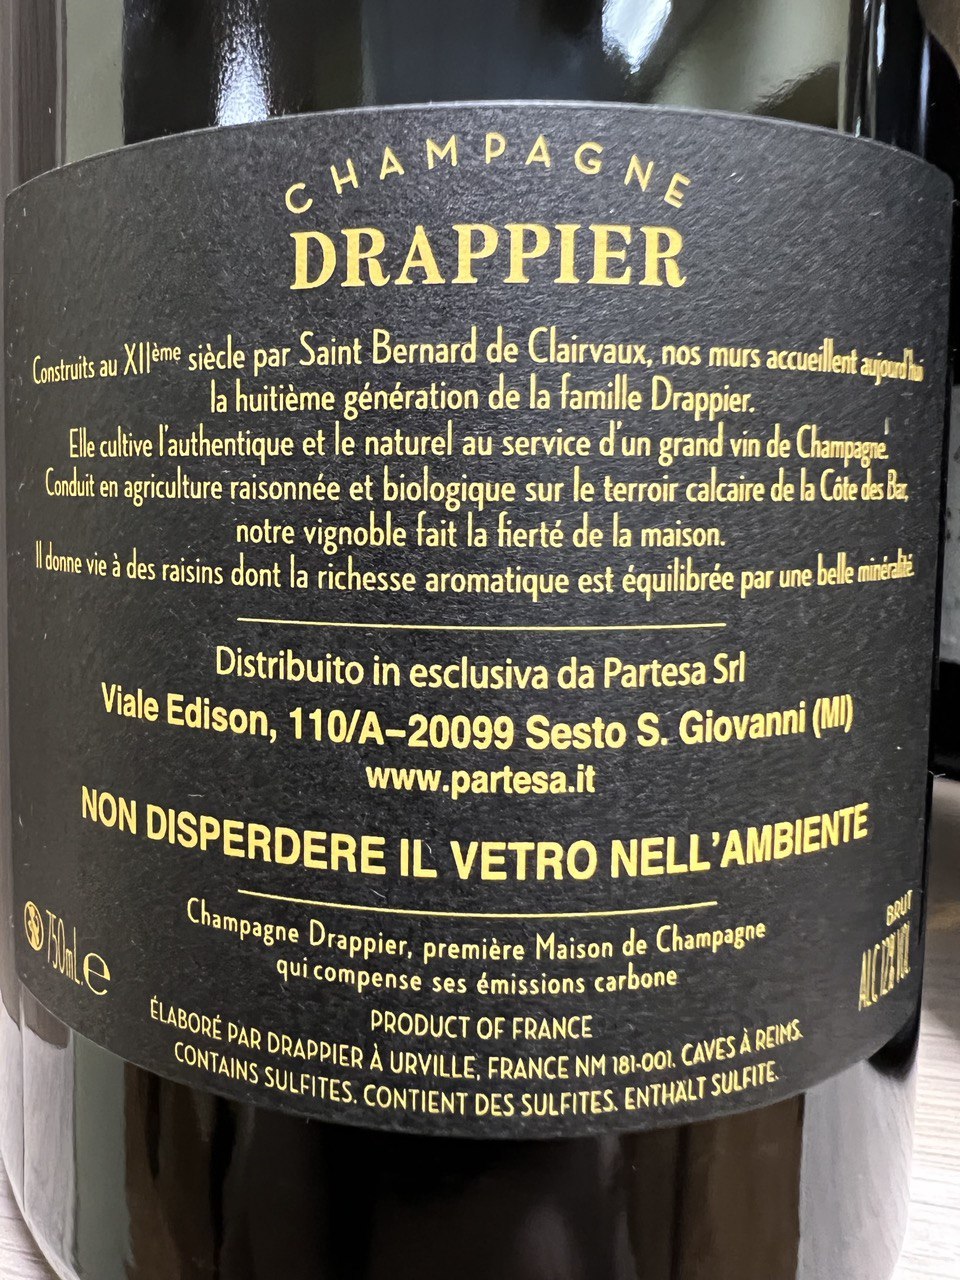 CHAMPAGNE
DRAPPIER
Construits au XIIème siècle par Saint Bernard de Clairvaux, nos murs accueillent aujourd'hui
la huitième génération de la famille Drappier.
Elle cultive l'authentique et le naturel au service d'un grand vin de Champagne.
Conduit en agriculture raisonnée et biologique sur le terroir calcaire de la Côte des Bar,
notre vignoble fait la fierté de la maison.
Il donne vie à des raisins dont la richesse aromatique est équilibrée par une belle minéralité.
Distribuito in esclusiva da Partesa Srl
Viale Edison, 110/A–20099 Sesto S. Giovanni (MI)
www.partesa.it
NON DISPERDERE IL VETRO NELL'AMBIENTE
Champagne Drappier, première Maison de Champagne
qui compense ses émissions carbone
750mL e
BRUT
ALC 12% VOL
PRODUCT OF FRANCE
ÉLABORÉ PAR DRAPPIER À URVILLE, FRANCE NM 181-001. CAVES À REIMS.
CONTAINS SULFITES. CONTIENT DES SULFITES. ENTHÄLT SULFITE.